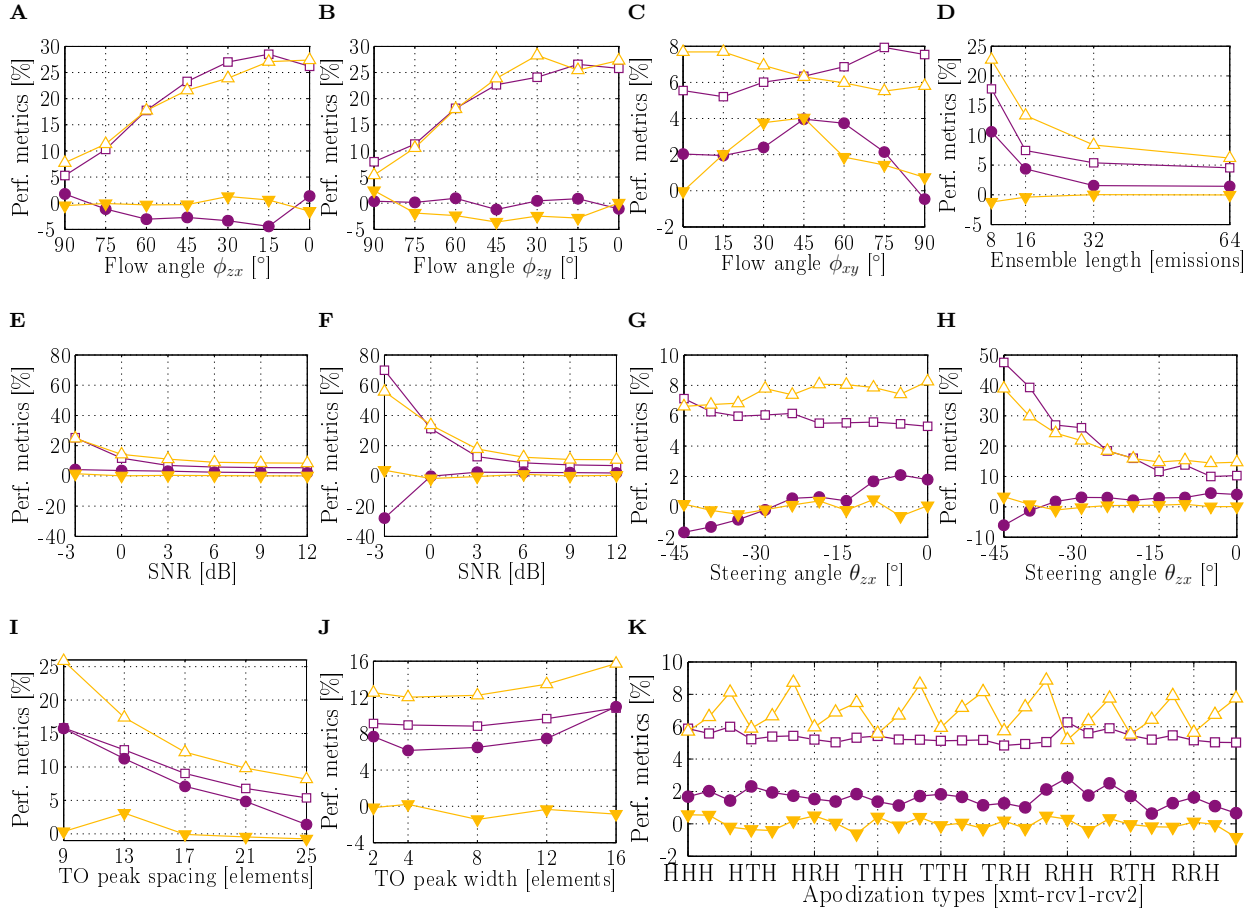 A
B
C
D
Perf. metrics [%]
30
25
20
15
10
5
0
-5
90 75 60 45 30 15 0
Flow angle ϕzx [°]
Perf. metrics [%]
30
25
20
15
10
5
0
-5
90 75 60 45 30 15 0
Flow angle ϕzy [°]
Perf. metrics [%]
8
6
4
2
0
-2
0 15 30 45 60 75 90
Flow angle ϕxy [°]
Perf. metrics [%]
25
20
15
10
5
0
-5
8 16 32 64
Ensemble length [emissions]
E
F
G
H
Perf. metrics [%]
80
60
40
20
0
-20
-40
-3 0 3 6 9 12
SNR [dB]
Perf. metrics [%]
80
60
40
20
0
-20
-40
-3 0 3 6 9 12
SNR [dB]
Perf. metrics [%]
10
8
6
4
2
0
-2
-45 -30 -15 0
Steering angle θzx [°]
Perf. metrics [%]
50
40
30
20
10
0
-10
-45 -30 -15 0
Steering angle θzx [°]
I
J
K
Perf. metrics [%]
25
20
15
10
5
0
9 13 17 21 25
TO peak spacing [elements]
Perf. metrics [%]
16
12
8
4
0
-4
2 4 8 12 16
TO peak width [elements]
Perf. metrics [%]
10
8
6
4
2
0
-2
HHH HTH HRH THH TTH TRH RHH RTH RRH
Apodization types [xmt-rcv1-rcv2]